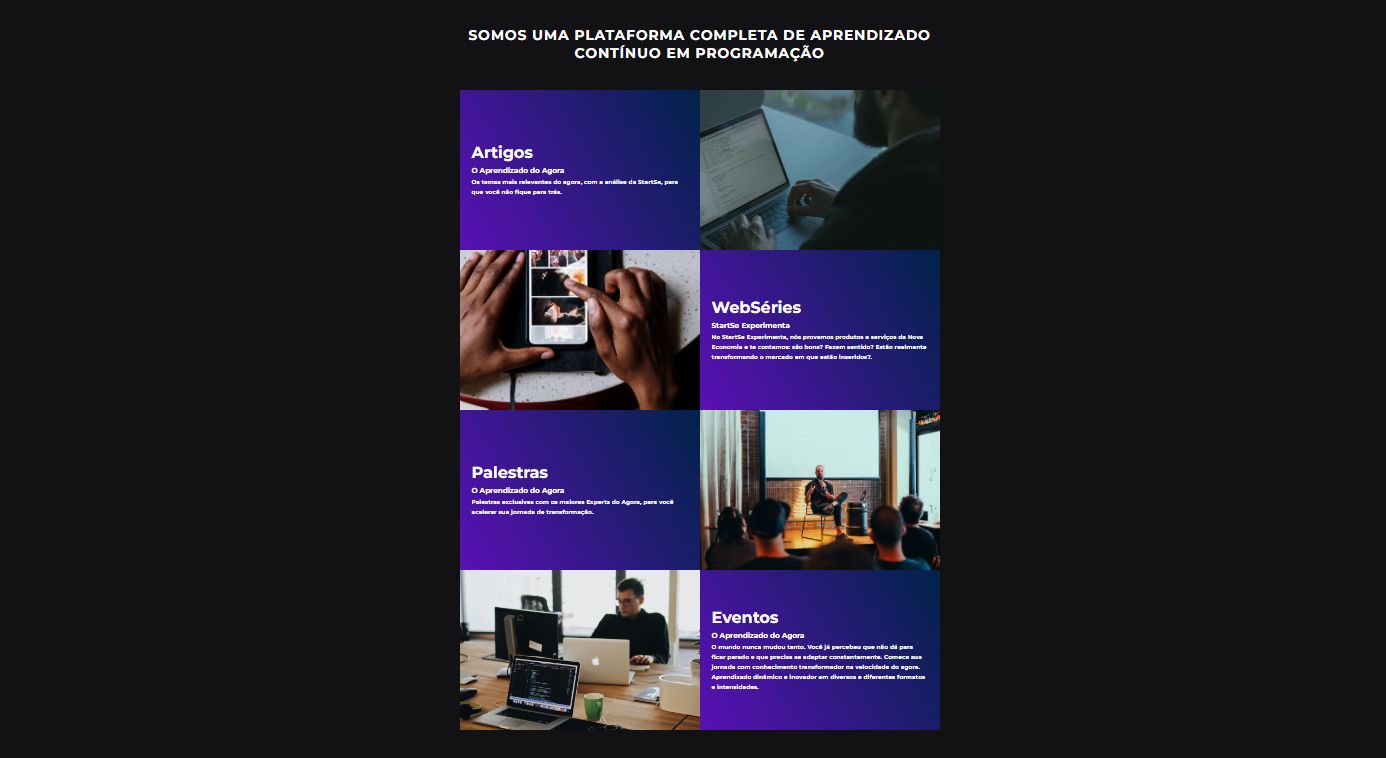 SOMOS UMA PLATAFORMA COMPLETA DE APRENDIZADO
CONTÍNUO EM PROGRAMAÇÃO
Artigos
O Aprendizado do Agora
Os temas mais relevantes do agora, com a análise da StartSe, para
que você não fique para trás.
WebSéries
StartSe Experimenta
No StartSe Experimenta, nós provamos produtos e serviços da Nova
Economia e te contamos: são bons? Fazem sentido? Estão realmente
transformando o mercado em que estão inseridos?.
Palestras
O Aprendizado do Agora
Palestras exclusivas com os maiores Experts do Agora, para você
acelerar sua jornada de transformação.
Eventos
O Aprendizado do Agora
O mundo nunca mudou tanto. Você já percebeu que não dá para
ficar parado e que precisa se adaptar constantemente. Comece sua
jornada com conhecimento transformador na velocidade do agora.
Aprendizado dinâmico e inovador em diversos e diferentes formatos
e intensidades.